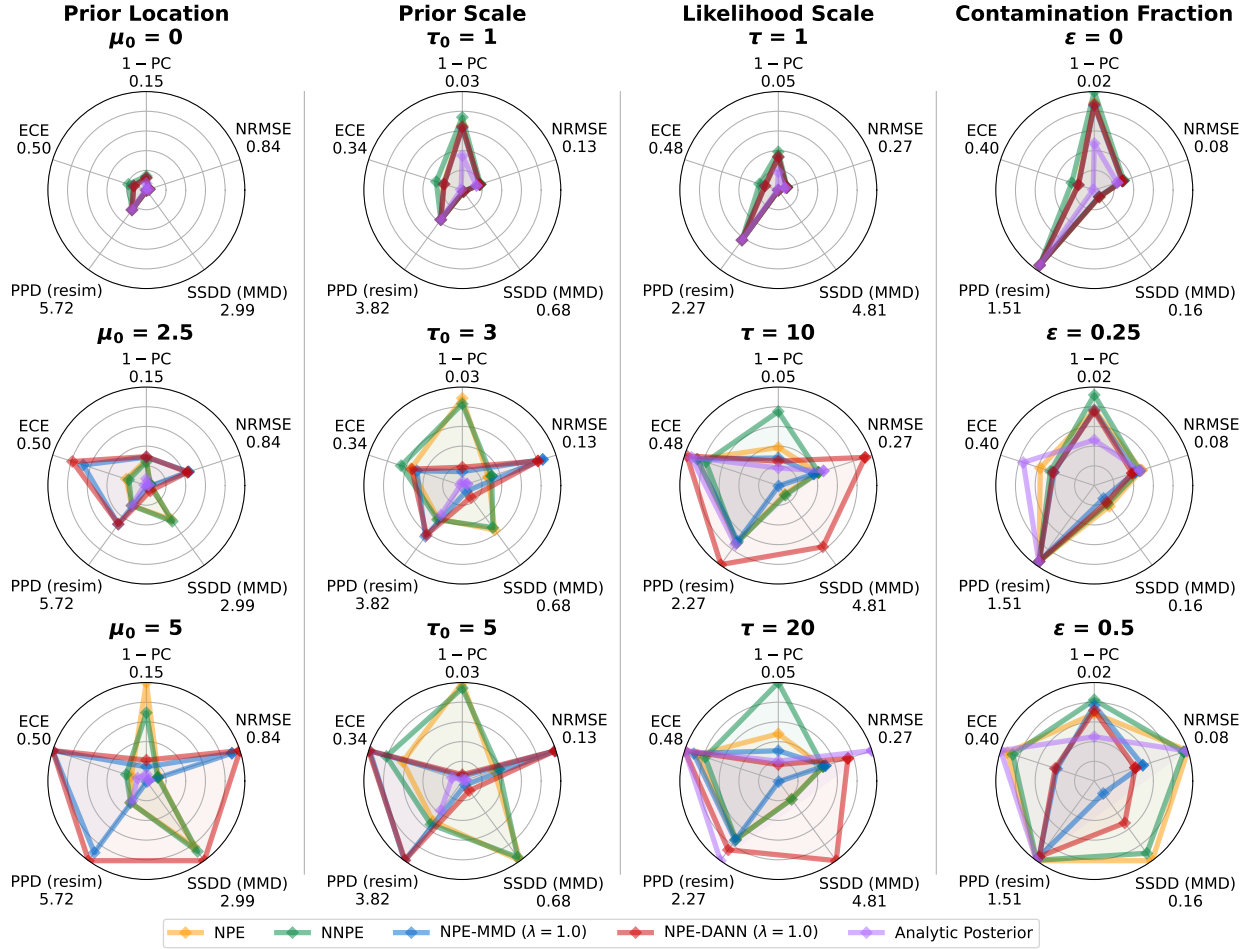 Prior Location
Prior Scale
Likelihood Scale
Contamination Fraction
μ₀ = 0
τ₀ = 1
τ = 1
ε = 0
1 − PC
0.15
NRMSE
0.84
SSDD (MMD)
2.99
PPD (resim)
5.72
ECE
0.50
1 − PC
0.03
NRMSE
0.13
SSDD (MMD)
0.68
PPD (resim)
3.82
ECE
0.34
1 − PC
0.05
NRMSE
0.27
SSDD (MMD)
4.81
PPD (resim)
2.27
ECE
0.48
1 − PC
0.02
NRMSE
0.08
SSDD (MMD)
0.16
PPD (resim)
1.51
ECE
0.40
μ₀ = 2.5
τ₀ = 3
τ = 10
ε = 0.25
1 − PC
0.15
NRMSE
0.84
SSDD (MMD)
2.99
PPD (resim)
5.72
ECE
0.50
1 − PC
0.03
NRMSE
0.13
SSDD (MMD)
0.68
PPD (resim)
3.82
ECE
0.34
1 − PC
0.05
NRMSE
0.27
SSDD (MMD)
4.81
PPD (resim)
2.27
ECE
0.48
1 − PC
0.02
NRMSE
0.08
SSDD (MMD)
0.16
PPD (resim)
1.51
ECE
0.40
μ₀ = 5
τ₀ = 5
τ = 20
ε = 0.5
1 − PC
0.15
NRMSE
0.84
SSDD (MMD)
2.99
PPD (resim)
5.72
ECE
0.50
1 − PC
0.03
NRMSE
0.13
SSDD (MMD)
0.68
PPD (resim)
3.82
ECE
0.34
1 − PC
0.05
NRMSE
0.27
SSDD (MMD)
4.81
PPD (resim)
2.27
ECE
0.48
1 − PC
0.02
NRMSE
0.08
SSDD (MMD)
0.16
PPD (resim)
1.51
ECE
0.40
NPE
NNPE
NPE-MMD (λ = 1.0)
NPE-DANN (λ = 1.0)
Analytic Posterior